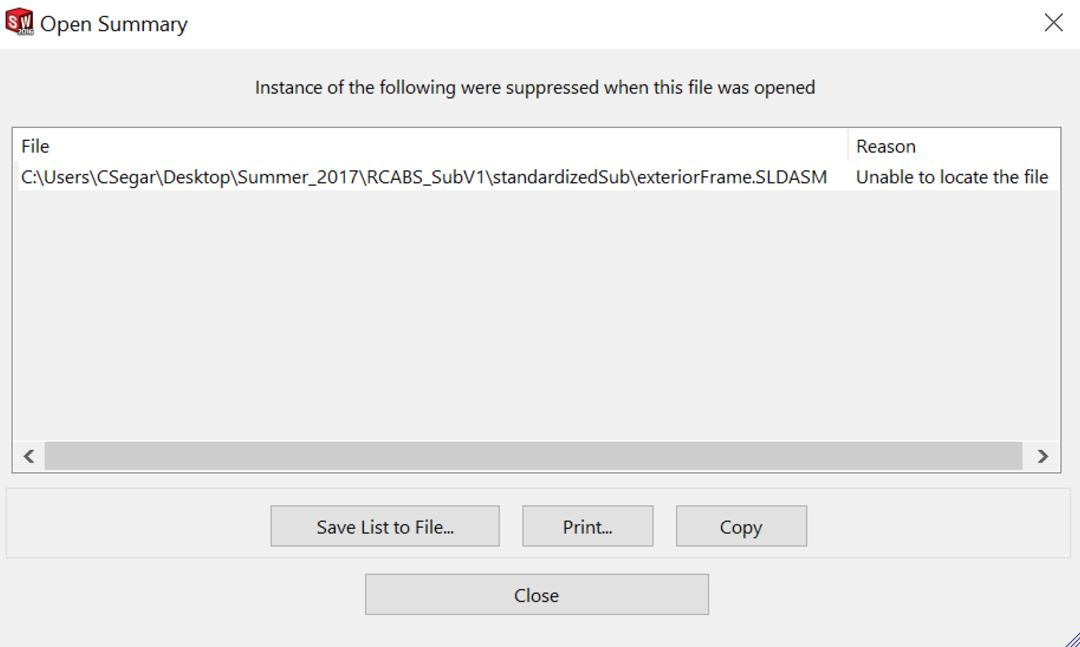 SW 2016 Open Summary
Instance of the following were suppressed when this file was opened
File Reason
C:\Users\CSegar\Desktop\Summer_2017\RCABS_SubV1\standardizedSub\exteriorFrame.SLDASM Unable to locate the file
Save List to File... Print... Copy
Close